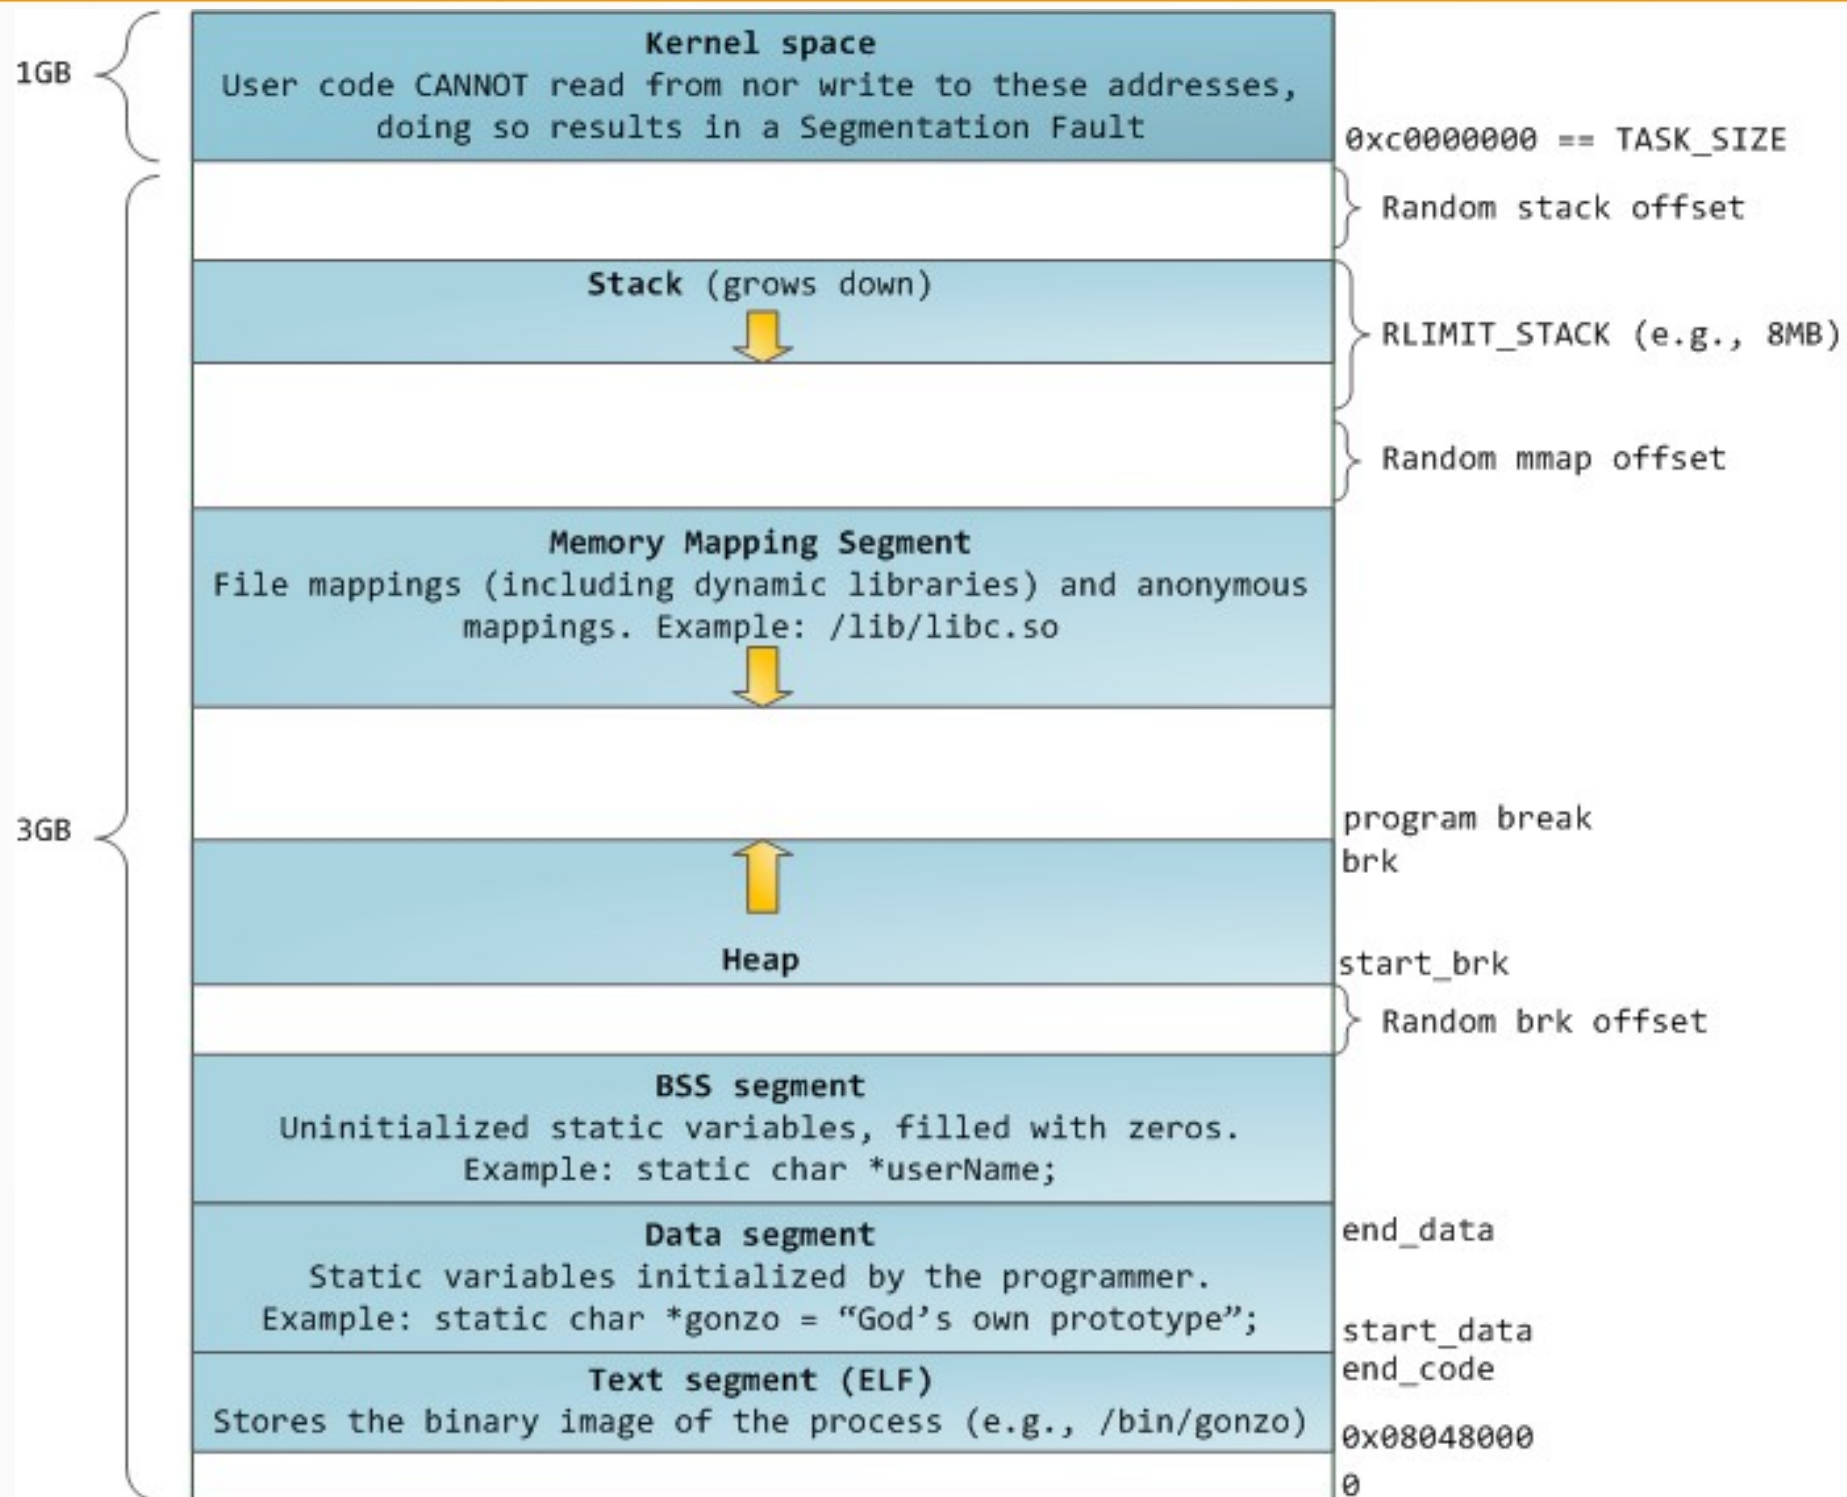 1GB
Kernel space
User code CANNOT read from nor write to these addresses,
doing so results in a Segmentation Fault
0xc0000000 == TASK_SIZE
Random stack offset
Stack (grows down)
RLIMIT_STACK (e.g., 8MB)
Random mmap offset
Memory Mapping Segment
File mappings (including dynamic libraries) and anonymous
mappings. Example: /lib/libc.so
3GB
program break
brk
Heap
start_brk
Random brk offset
BSS segment
Uninitialized static variables, filled with zeros.
Example: static char *userName;
Data segment
Static variables initialized by the programmer.
Example: static char *gonzo = “God’s own prototype”;
end_data
start_data
Text segment (ELF)
Stores the binary image of the process (e.g., /bin/gonzo)
end_code
0x08048000
0